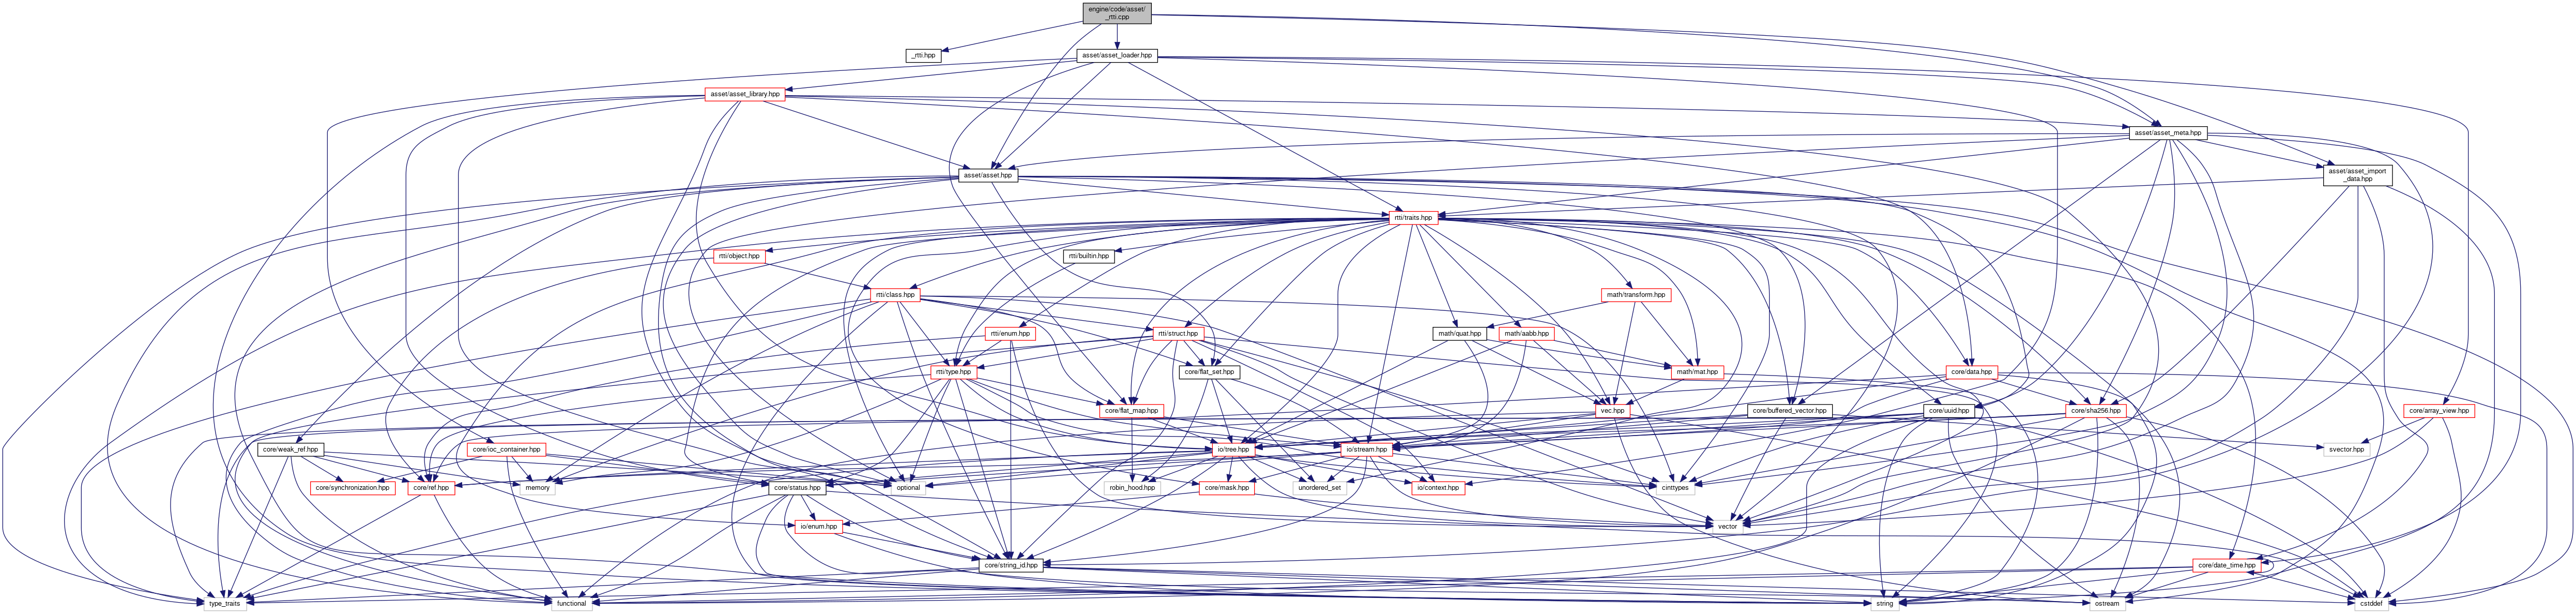 engine/code/asset/
_rtti.cpp
_rtti.hpp
asset/asset_loader.hpp
asset/asset_library.hpp
asset/asset_meta.hpp
asset/asset.hpp
asset/asset_import
_data.hpp
rtti/traits.hpp
rtti/object.hpp
rtti/builtin.hpp
rtti/class.hpp
math/transform.hpp
rtti/enum.hpp
rtti/struct.hpp
math/quat.hpp
math/aabb.hpp
rtti/type.hpp
core/flat_set.hpp
math/mat.hpp
core/data.hpp
core/flat_map.hpp
vec.hpp
core/buffered_vector.hpp
core/uuid.hpp
core/sha256.hpp
core/array_view.hpp
core/weak_ref.hpp
core/ioc_container.hpp
io/tree.hpp
io/stream.hpp
svector.hpp
core/synchronization.hpp
core/ref.hpp
memory
core/status.hpp
optional
robin_hood.hpp
core/mask.hpp
unordered_set
io/context.hpp
cinttypes
io/enum.hpp
vector
core/string_id.hpp
core/date_time.hpp
type_traits
functional
string
ostream
cstddef